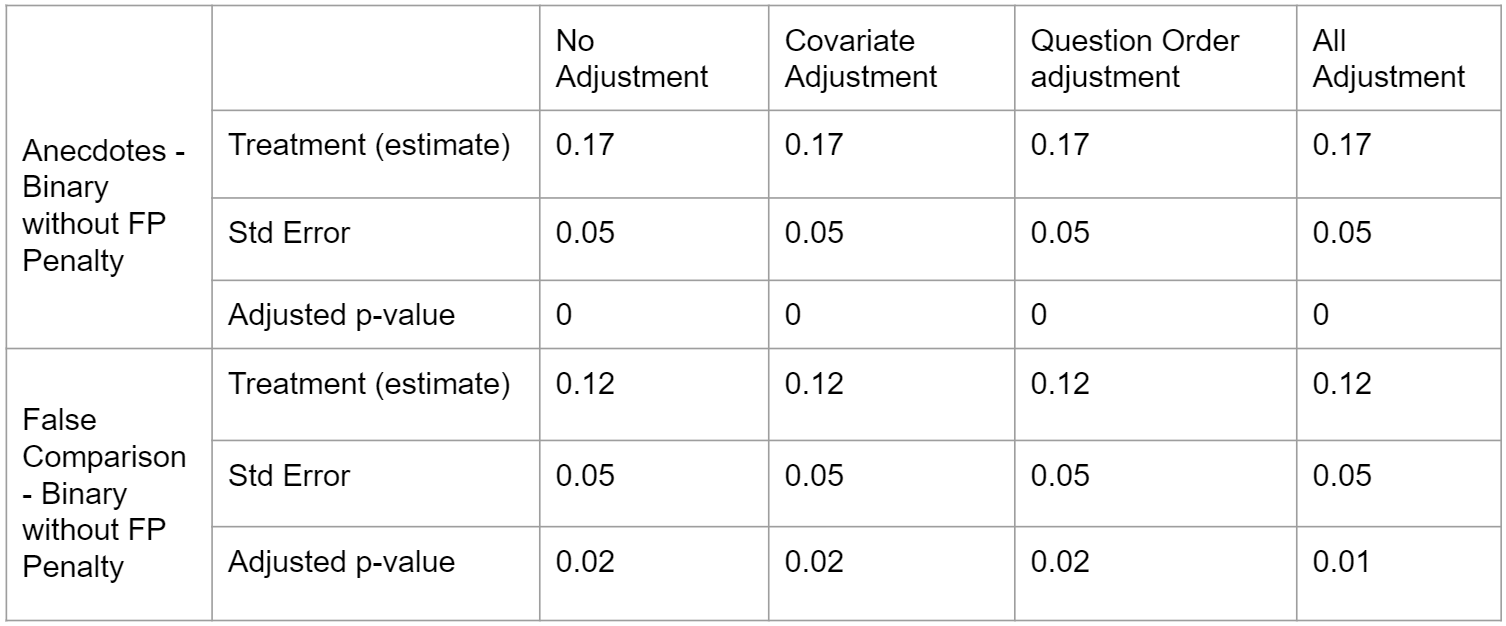 No Adjustment
Covariate Adjustment
Question Order adjustment
All Adjustment
Anecdotes -
Binary
without FP
Penalty
Treatment (estimate) 0.17 0.17 0.17 0.17
Std Error 0.05 0.05 0.05 0.05
Adjusted p-value 0 0 0 0
False
Comparison
- Binary
without FP
Penalty
Treatment (estimate) 0.12 0.12 0.12 0.12
Std Error 0.05 0.05 0.05 0.05
Adjusted p-value 0.02 0.02 0.02 0.01